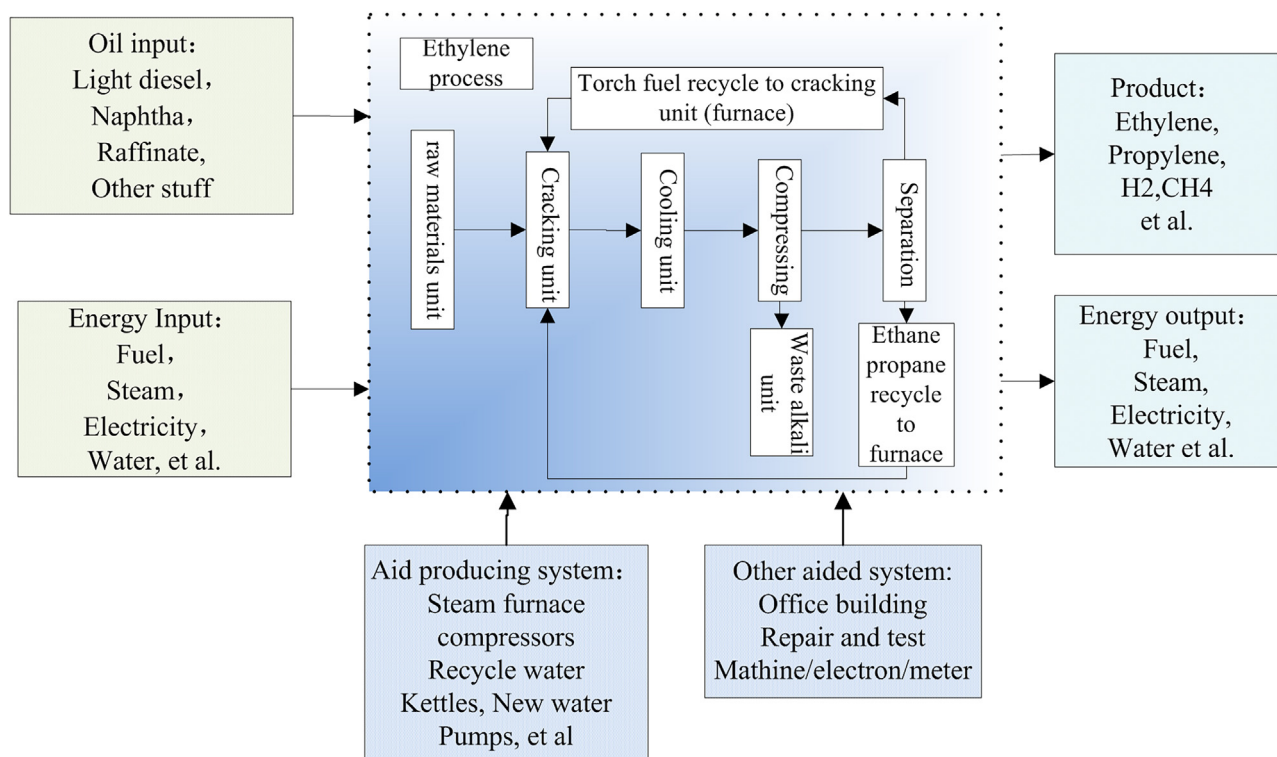 Oil input：
Light diesel，
Naphtha，
Raffinate,
Other stuff
Energy Input：
Fuel，
Steam，
Electricity，
Water, et al.
Ethylene
process
Torch fuel recycle to cracking
unit (furnace)
raw materials unit
Cracking unit
Cooling unit
Compressing
Separation
Waste alkali
unit
Ethane
propane
recycle
to
furnace
Product：
Ethylene,
Propylene,
H2,CH4
et al.
Energy output：
Fuel,
Steam,
Electricity,
Water et al.
Aid producing system：
Steam furnace
compressors
Recycle water
Kettles, New water
Pumps, et al
Other aided system:
Office building
Repair and test
Mathine/electron/meter